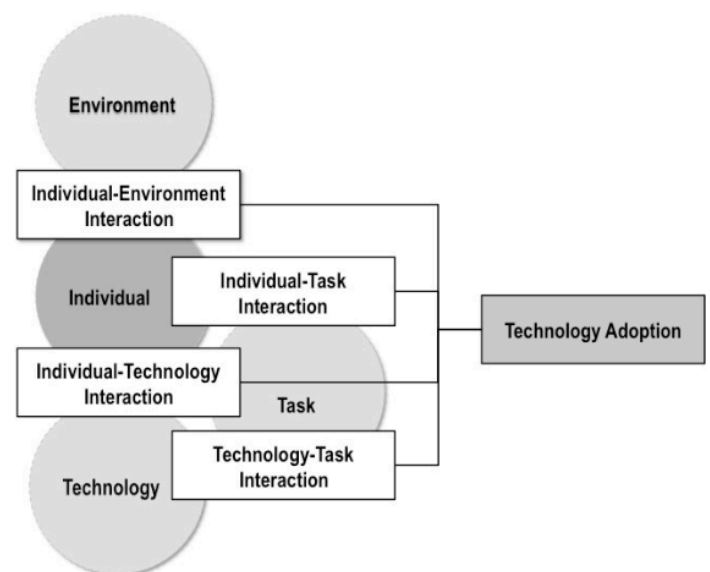 Environment
Individual-Environment
Interaction
Individual
Individual-Task
Interaction
Technology Adoption
Individual-Technology
Interaction
Task
Technology-Task
Interaction
Technology